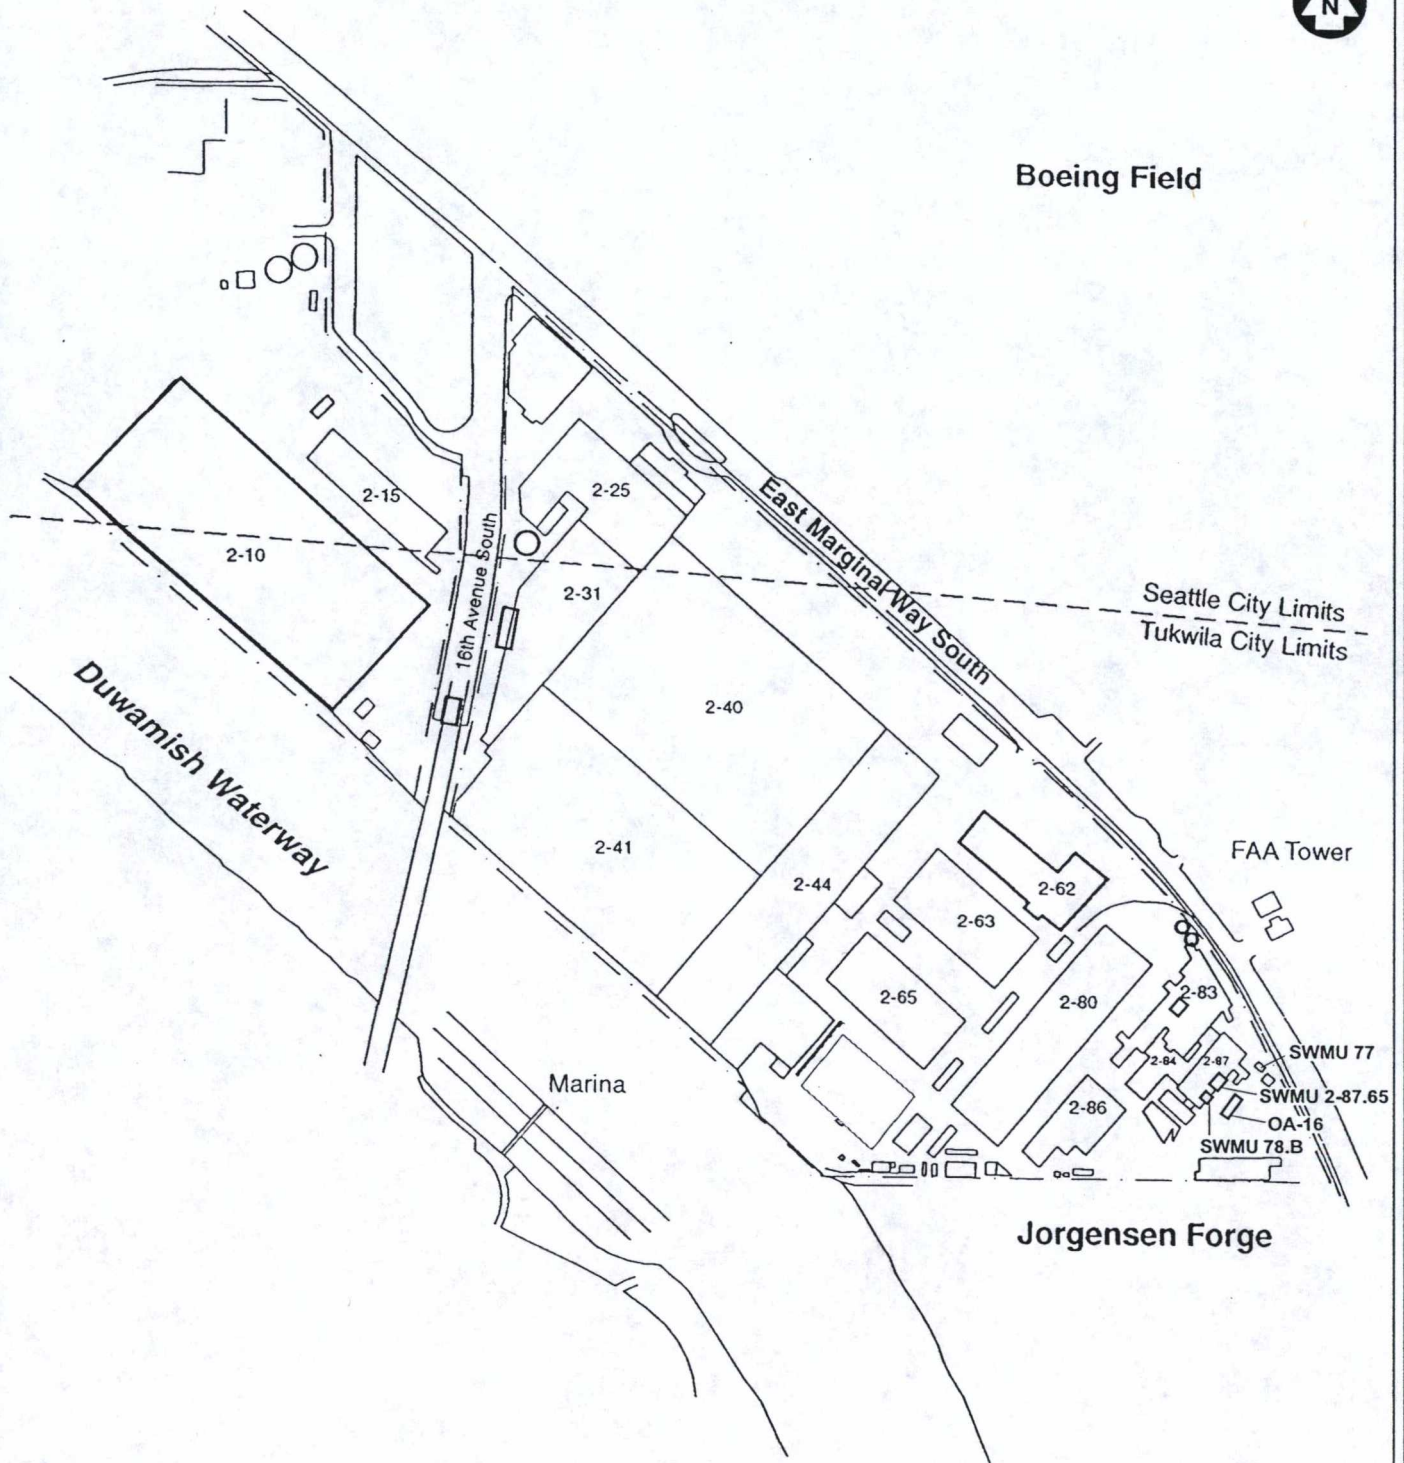 N
Boeing Field
2-15
2-25
East Marginal Way South
2-10
16th Avenue South
2-31
Seattle City Limits
Tukwila City Limits
Duwamish Waterway
2-40
2-41
2-44
2-62
FAA Tower
2-63
2-65
2-80
2-83
2-84
2-87
SWMU 77
Marina
2-86
SWMU 2-87.65
OA-16
SWMU 78.B
Jorgensen Forge